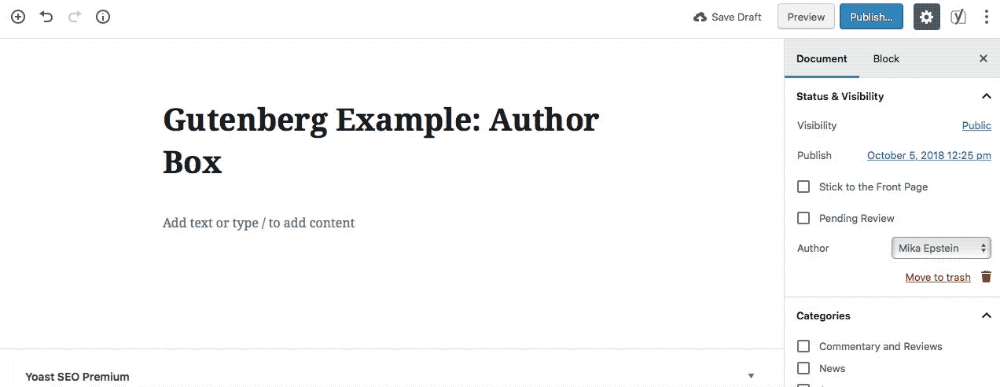 Save Draft
Preview
Publish...
Document
Block
Gutenberg Example: Author
Box
Add text or type / to add content
Status & Visibility
Visibility
Public
Publish
October 5, 2018 12:25 pm
Stick to the Front Page
Pending Review
Author
Mika Epstein
Move to trash
Categories
Commentary and Reviews
News
Yoast SEO Premium